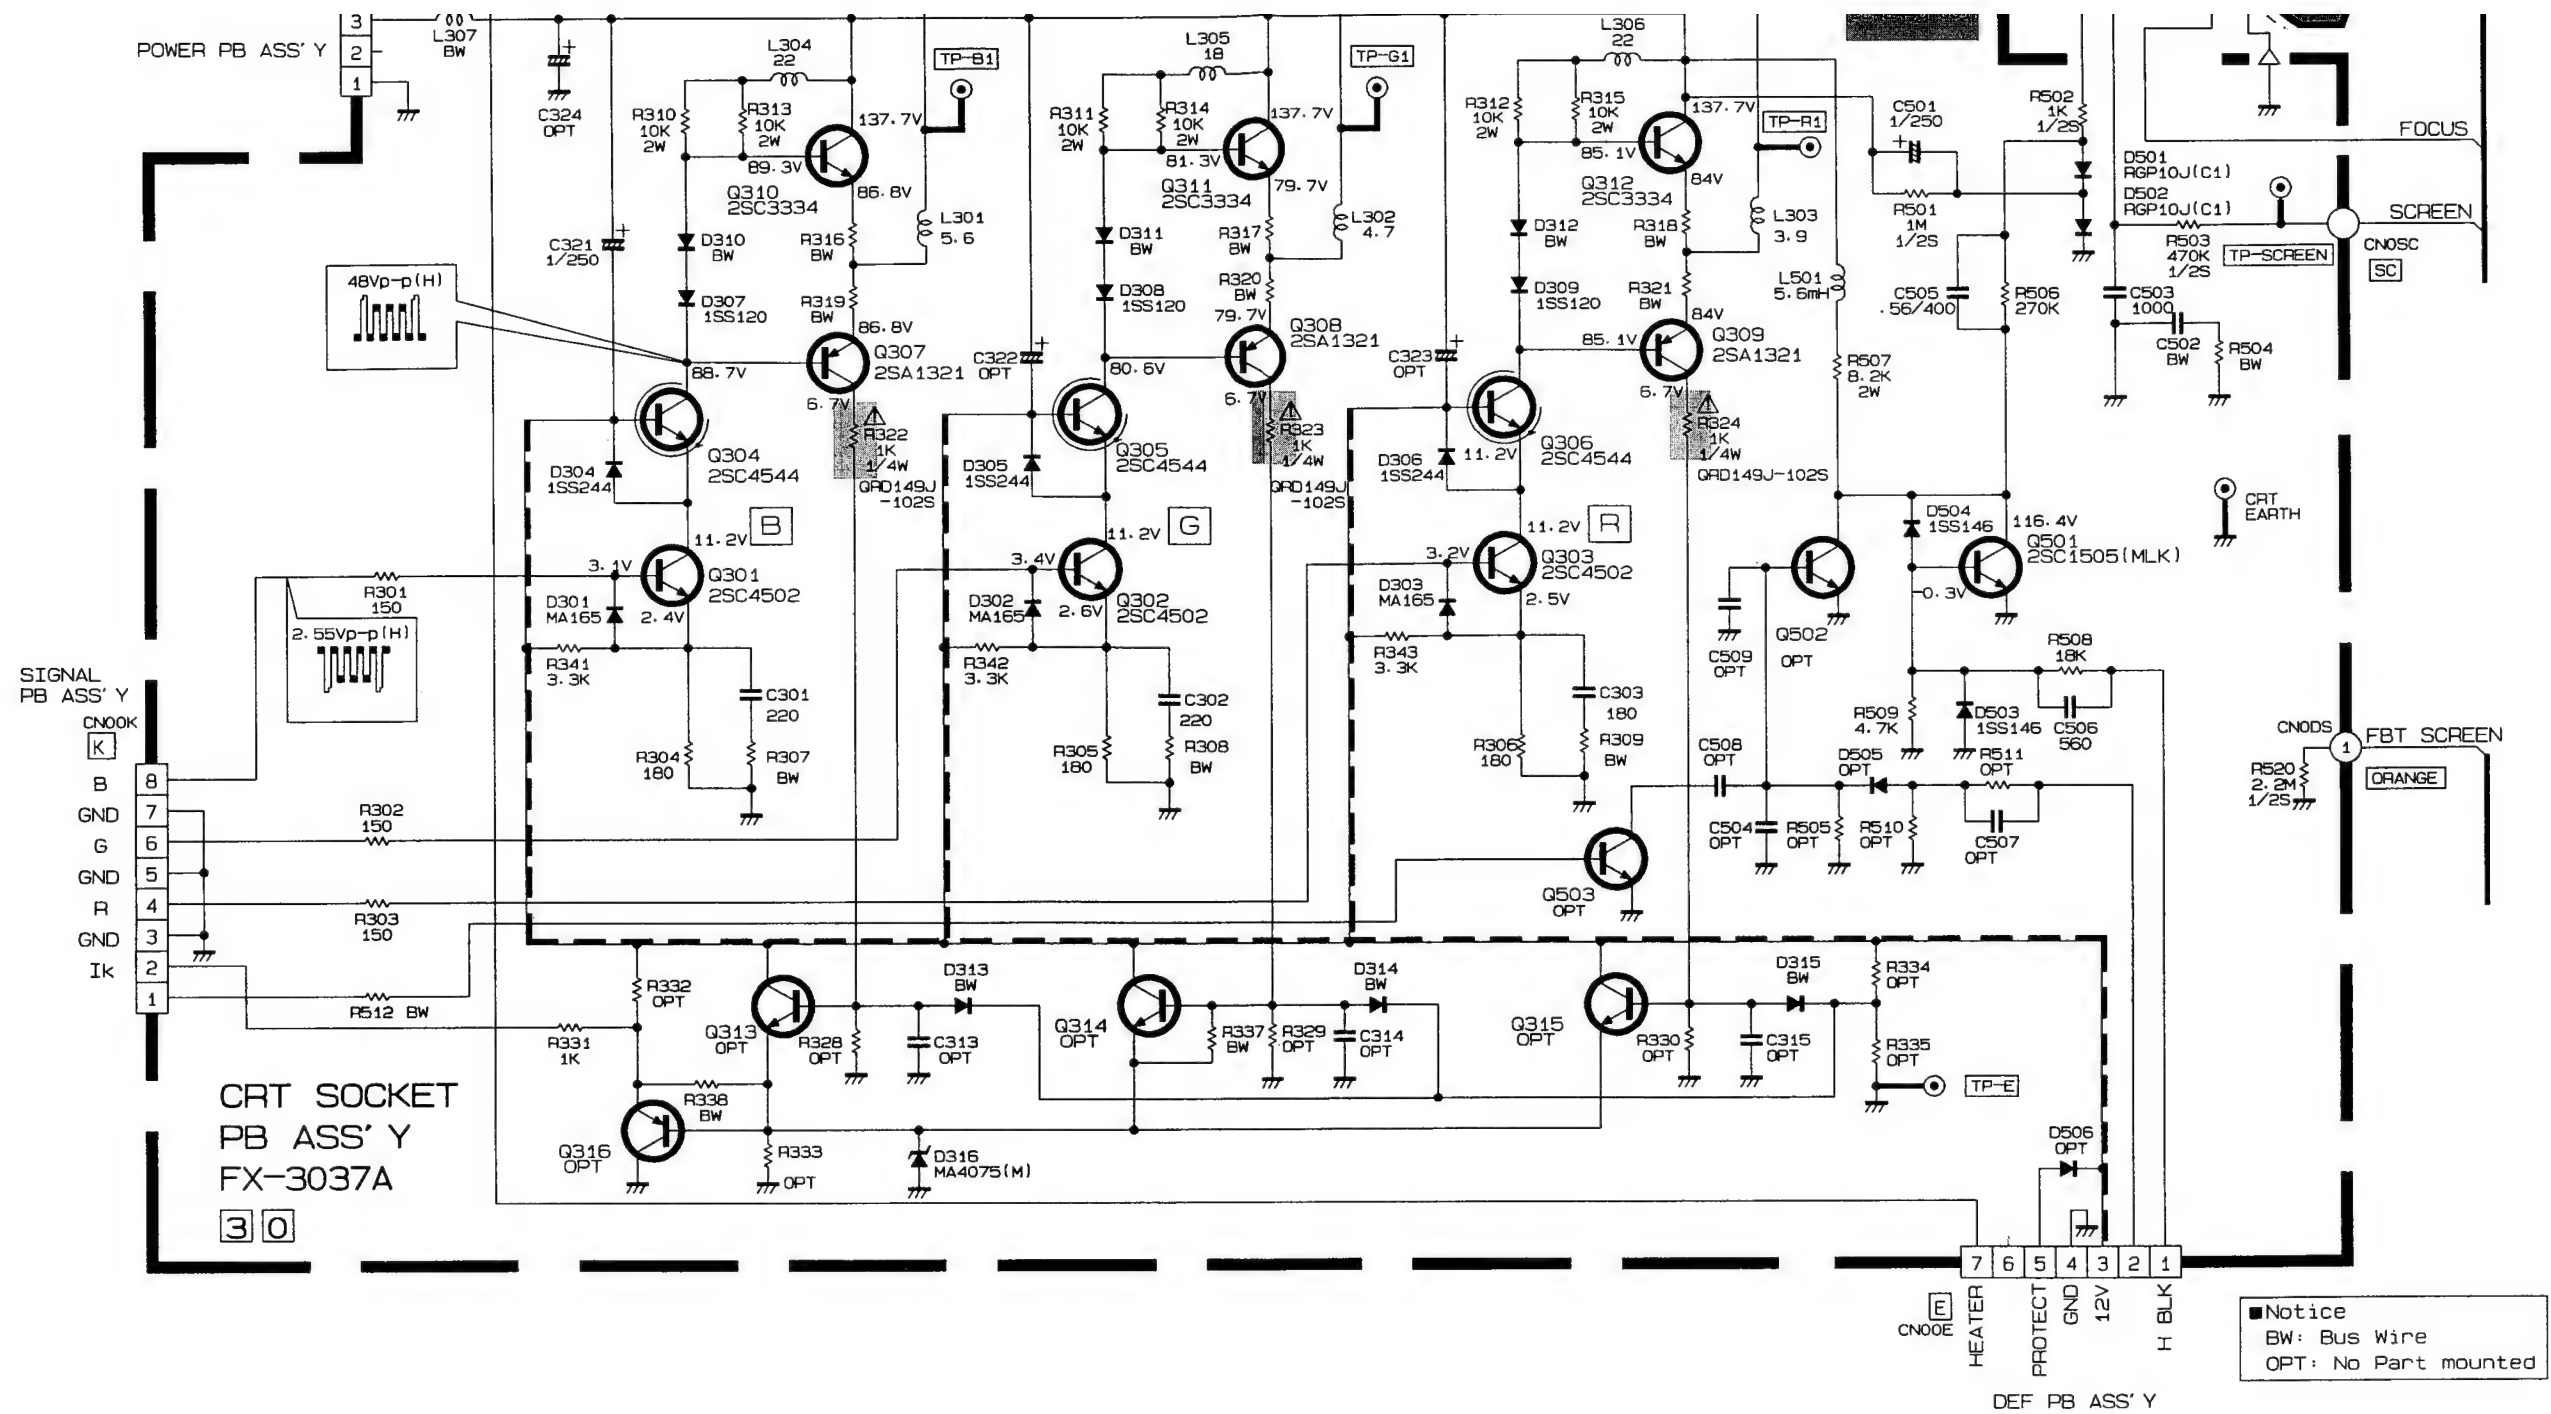 POWER PB ASS'Y
3
2
1
L307
BW
C324
OPT
L304
22
R310
10K
2W
R313
10K
2W
137.7V
89.3V
Q310
2SC3334
86.8V
TP-B1
L301
5.6
C321
1/250
D310
BW
R316
BW
D307
1SS120
R319
BW
86.8V
Q307
2SA1321
88.7V
6.7V
48Vp-p(H)
R322
1K
1/4W
QRD149J
-102S
Q304
2SC4544
D304
1SS244
11.2V
B
3.1V
Q301
2SC4502
R301
150
D301
MA165
2.4V
2.55Vp-p(H)
R341
3.3K
C301
220
R304
180
R307
BW
L305
18
R311
10K
2W
R314
10K
2W
137.7V
81.3V
Q311
2SC3334
79.7V
TP-G1
L302
4.7
D311
BW
R317
BW
D308
1SS120
R320
BW
79.7V
Q308
2SA1321
C322
OPT
80.6V
6.7V
R323
1K
1/4W
QRD149J
-102S
Q305
2SC4544
D305
1SS244
11.2V
G
3.4V
Q302
2SC4502
D302
MA165
2.6V
R342
3.3K
C302
220
R305
180
R308
BW
L306
22
R312
10K
2W
R315
10K
2W
137.7V
85.1V
Q312
2SC3334
84V
TP-R1
L303
3.9
D312
BW
R318
BW
D309
1SS120
R321
BW
84V
Q309
2SA1321
C323
OPT
85.1V
6.7V
R324
1K
1/4W
QRD149J-102S
Q306
2SC4544
D306
1SS244
11.2V
11.2V
R
3.2V
Q303
2SC4502
D303
MA165
2.5V
R343
3.3K
C303
180
R306
180
R309
BW
C501
1/250
R501
1M
1/2S
R502
1K
1/2S
D501
RGP10J(C1)
D502
RGP10J(C1)
R503
470K
1/2S
TP-SCREEN
FOCUS
SCREEN
CN0SC
SC
L501
5.6mH
C505
.56/400
R506
270K
C503
1000
C502
BW
R504
BW
R507
8.2K
2W
CRT
EARTH
D504
1SS146
116.4V
Q501
2SC1505(MLK)
-0.3V
Q502
OPT
C509
OPT
R508
18K
R509
4.7K
D503
1SS146
C506
560
C508
OPT
D505
OPT
R511
OPT
C504
OPT
R505
OPT
R510
OPT
C507
OPT
Q503
OPT
CN0DS
1
FBT SCREEN
ORANGE
R520
2.2M
1/2S
SIGNAL
PB ASS'Y
CN00K
K
B 8
GND 7
G 6
GND 5
R 4
GND 3
Ik 2
1
R302
150
R303
150
R512 BW
R331
1K
R332
OPT
Q313
OPT
R328
OPT
D313
BW
C313
OPT
Q314
OPT
R337
BW
R329
OPT
D314
BW
C314
OPT
Q315
OPT
R330
OPT
D315
BW
C315
OPT
R334
OPT
R335
OPT
TP-E
R338
BW
Q316
OPT
R333
OPT
D316
MA4075(M)
CRT SOCKET
PB ASS'Y
FX-3037A
3 0
D506
OPT
7 6 5 4 3 2 1
E
CN00E
HEATER
PROTECT
GND
12V
H BLK
DEF PB ASS'Y
■Notice
BW: Bus Wire
OPT: No Part mounted